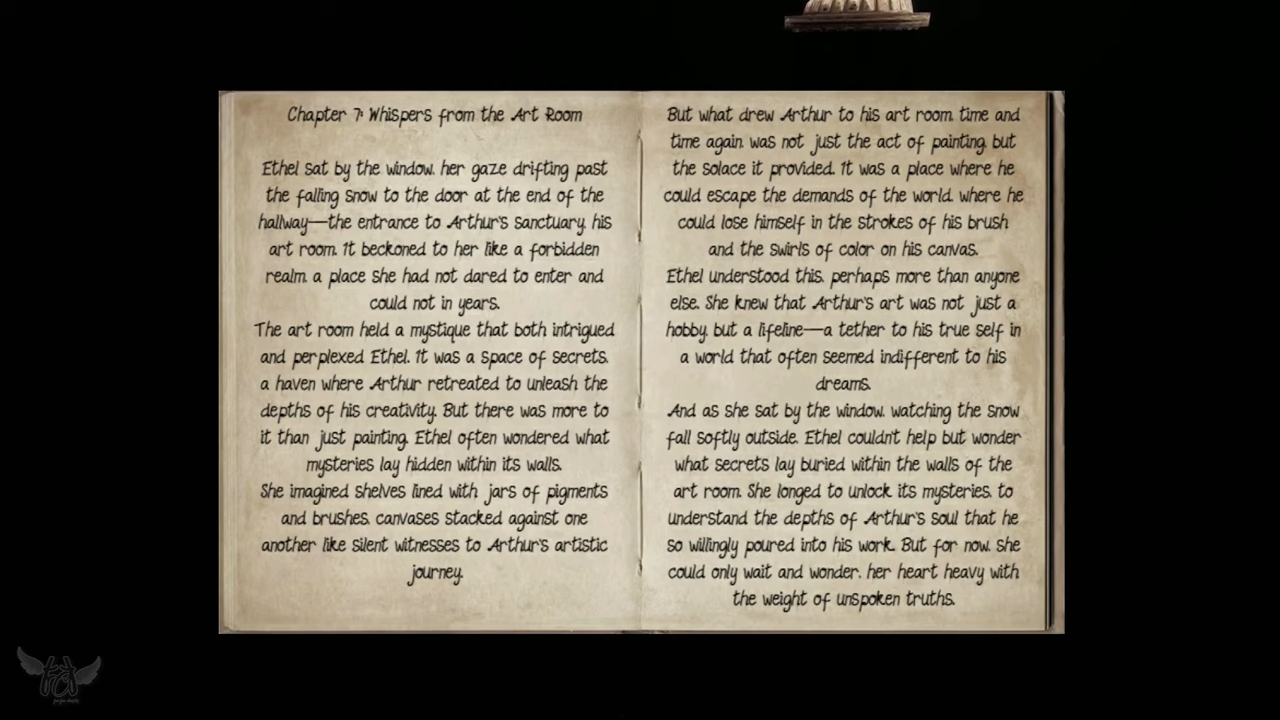 Chapter 7: Whispers from the Art Room
Ethel sat by the window, her gaze drifting past
the falling snow to the door at the end of the
hallway—the entrance to Arthur's sanctuary, his
art room. It beckoned to her like a forbidden
realm, a place she had not dared to enter and
could not in years.
The art room held a mystique that both intrigued
and perplexed Ethel. It was a space of secrets,
a haven where Arthur retreated to unleash the
depths of his creativity. But there was more to
it than just painting. Ethel often wondered what
mysteries lay hidden within its walls.
She imagined shelves lined with jars of pigments
and brushes, canvases stacked against one
another like silent witnesses to Arthur's artistic
journey.
But what drew Arthur to his art room, time and
time again, was not just the act of painting, but
the solace it provided. It was a place where he
could escape the demands of the world, where he
could lose himself in the strokes of his brush
and the swirls of color on his canvas.
Ethel understood this, perhaps more than anyone
else. She knew that Arthur's art was not just a
hobby, but a lifeline—a tether to his true self in
a world that often seemed indifferent to his
dreams.
And as she sat by the window, watching the snow
fall softly outside, Ethel couldn't help but wonder
what secrets lay buried within the walls of the
art room. She longed to unlock its mysteries, to
understand the depths of Arthur's soul that he
so willingly poured into his work. But for now, she
could only wait and wonder, her heart heavy with
the weight of unspoken truths.